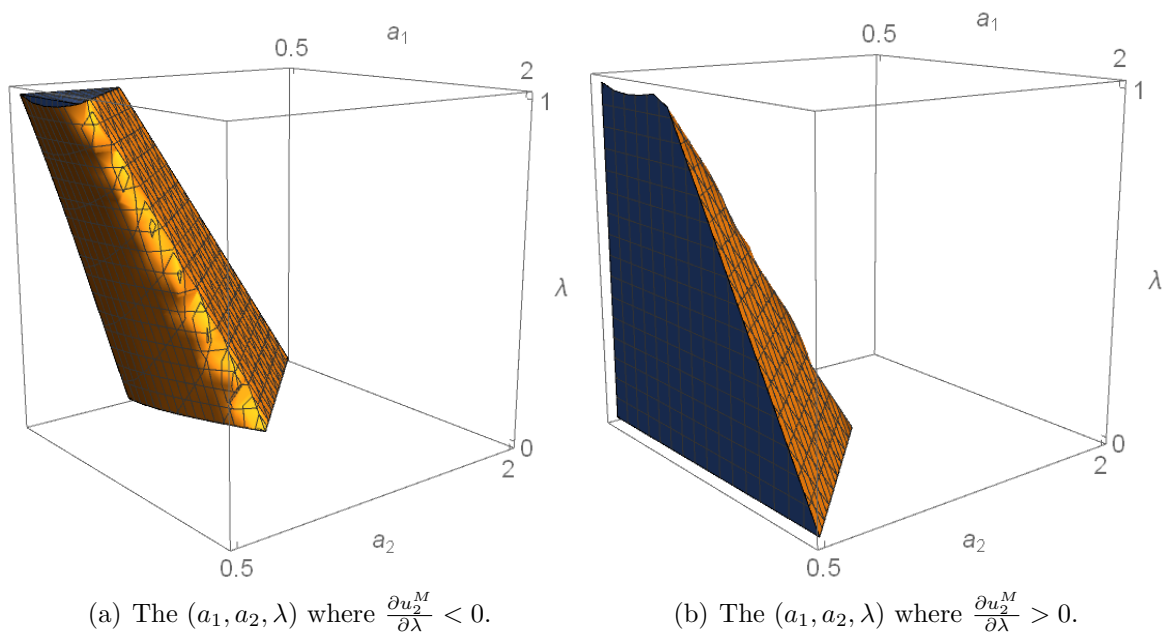 a₁
0.5
2
1
λ
0
2
a₂
0.5
a₁
0.5
2
1
λ
0
2
a₂
0.5
(a) The (a₁, a₂, λ) where ∂u₂ᴹ/∂λ < 0.
(b) The (a₁, a₂, λ) where ∂u₂ᴹ/∂λ > 0.